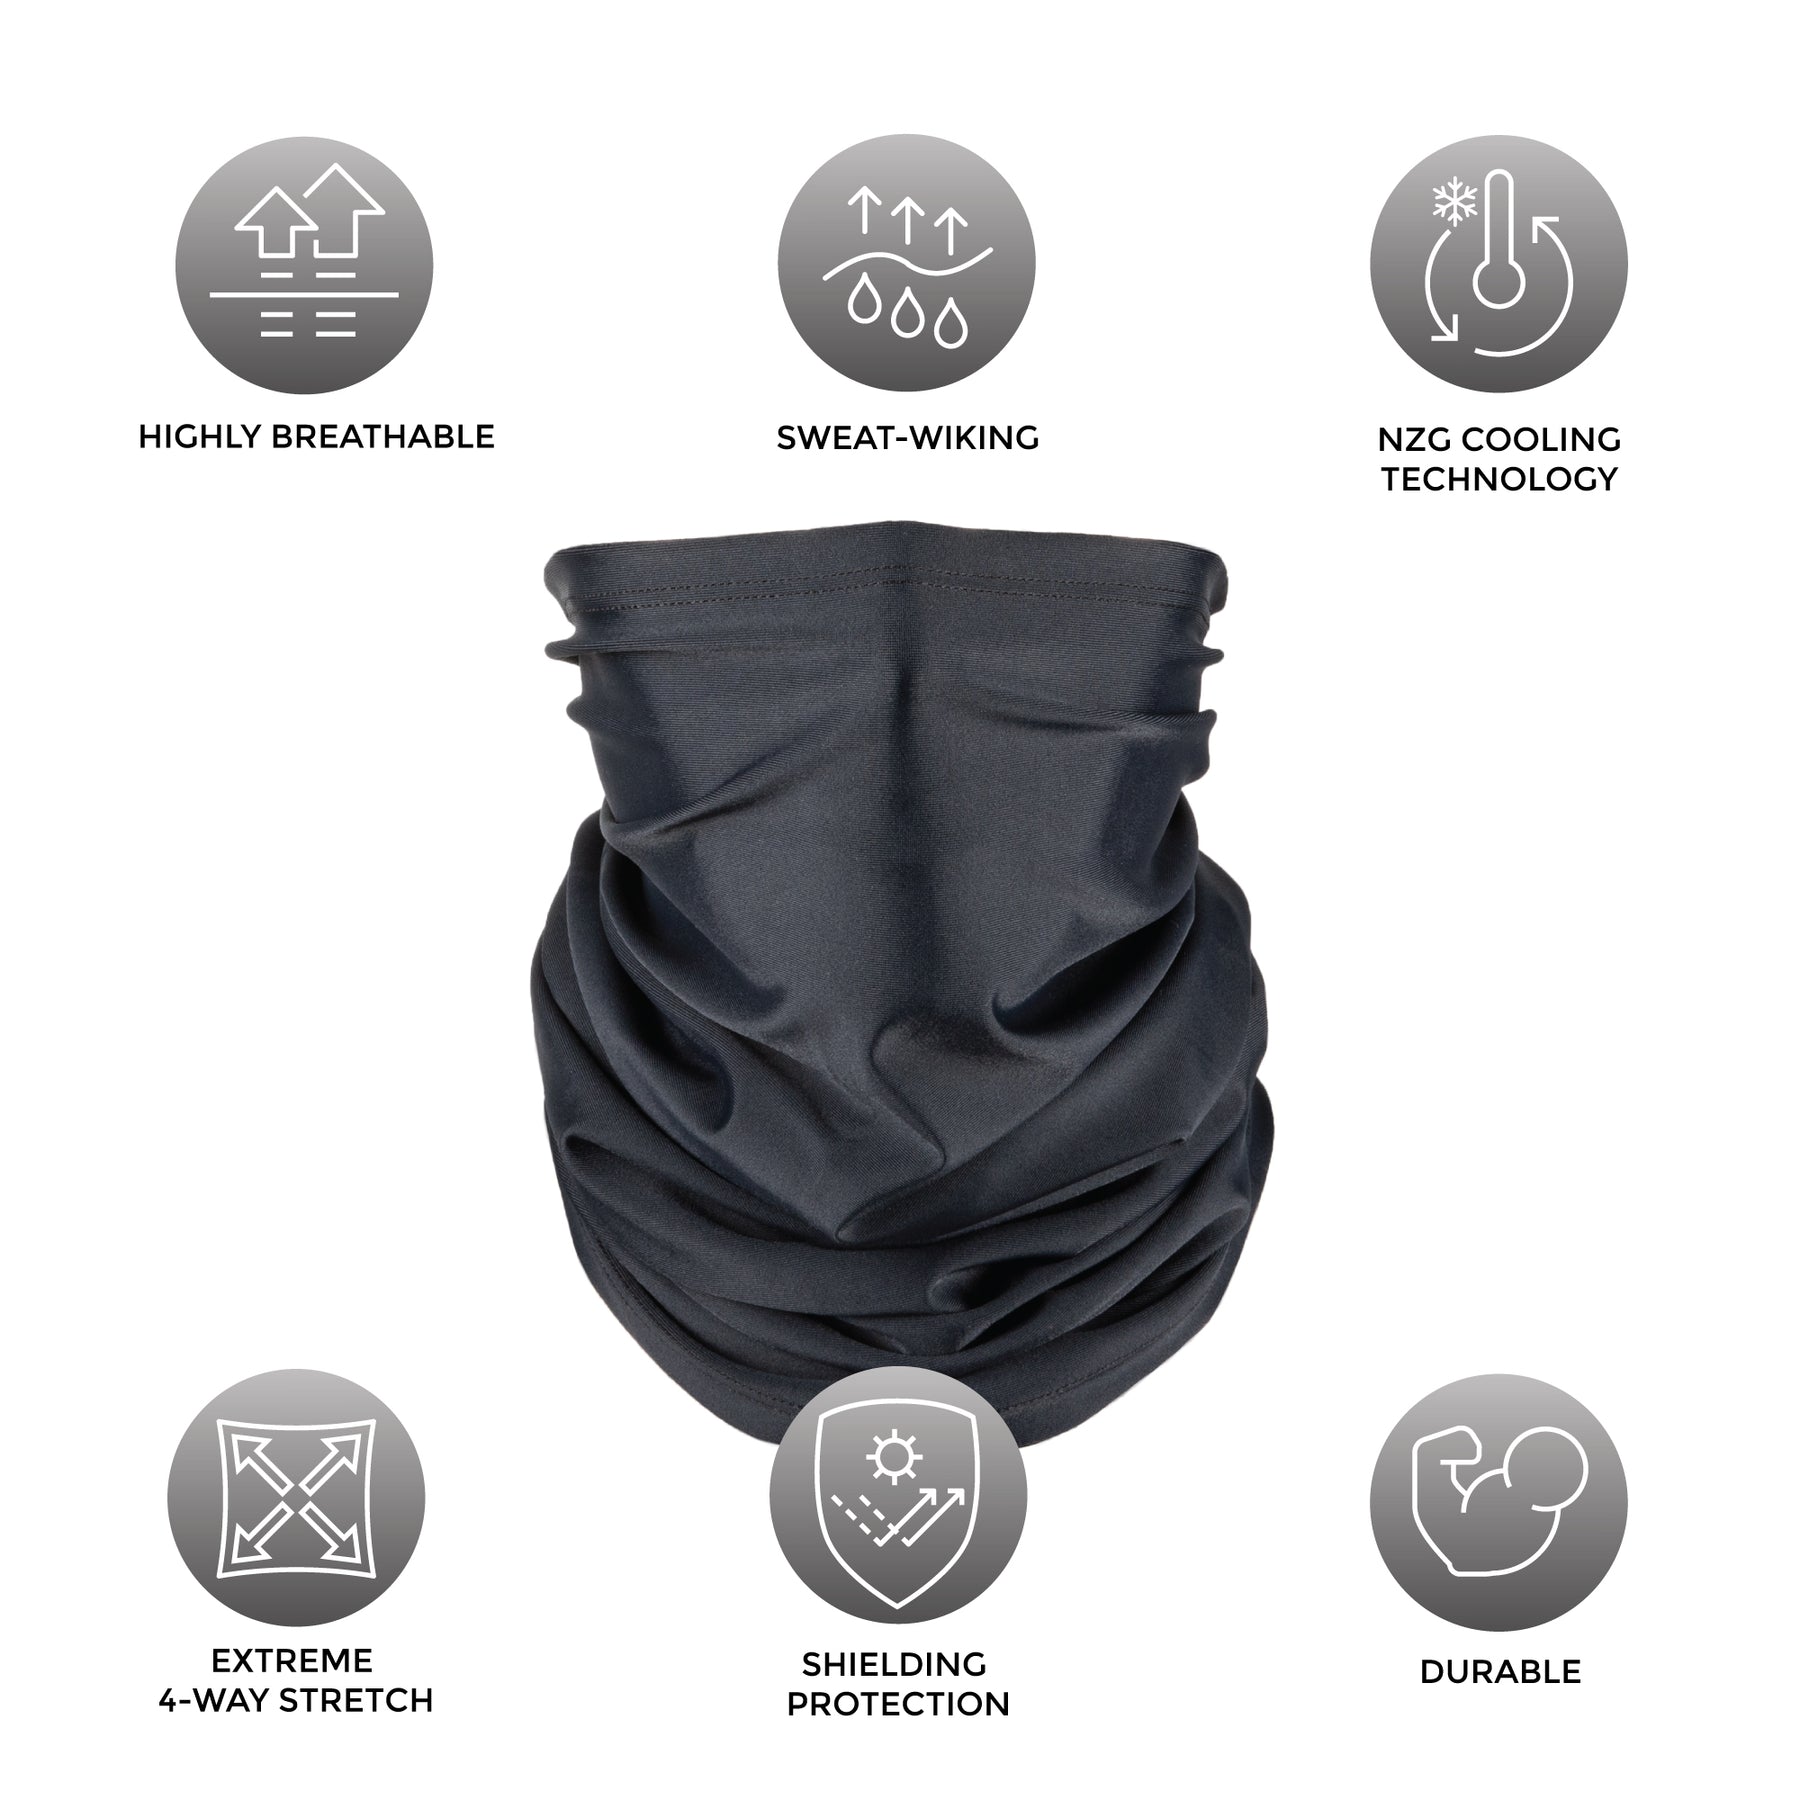 HIGHLY BREATHABLE
SWEAT-WIKING
NZG COOLING
TECHNOLOGY
EXTREME
4-WAY STRETCH
SHIELDING
PROTECTION
DURABLE